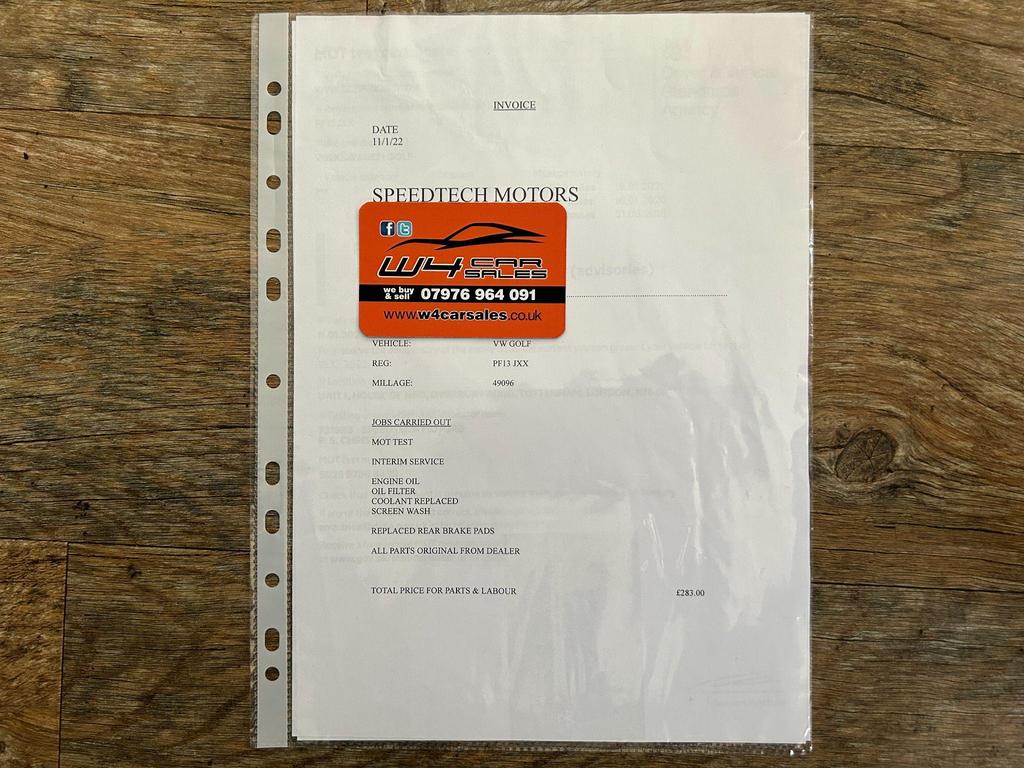 INVOICE
DATE
11/1/22
SPEEDTECH MOTORS
W4 CAR SALES
we buy & sell 07976 964 091
www.w4carsales.co.uk
VEHICLE: VW GOLF
REG: PF13 JXX
MILLAGE: 49096
JOBS CARRIED OUT
MOT TEST
INTERIM SERVICE
ENGINE OIL
OIL FILTER
COOLANT REPLACED
SCREEN WASH
REPLACED REAR BRAKE PADS
ALL PARTS ORIGINAL FROM DEALER
TOTAL PRICE FOR PARTS & LABOUR £283.00